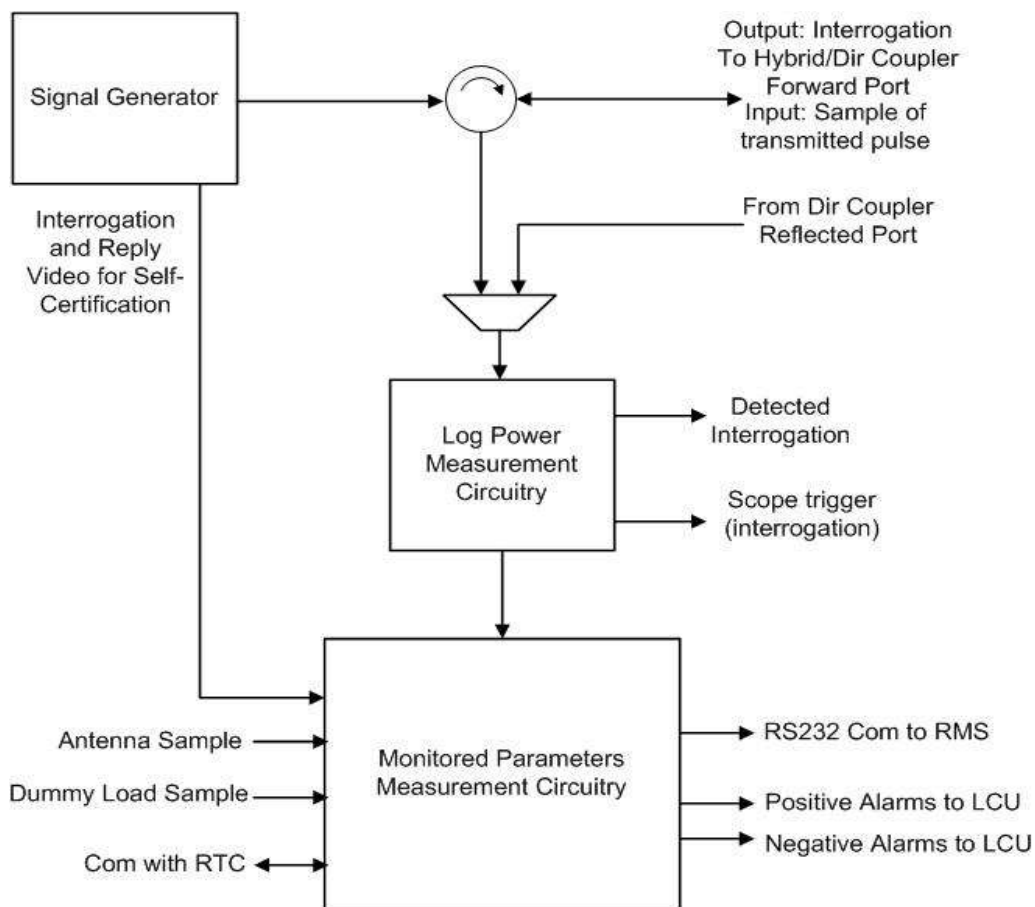 Signal Generator
Output: Interrogation
To Hybrid/Dir Coupler
Forward Port
Input: Sample of
transmitted pulse
Interrogation
and Reply
Video for Self-
Certification
From Dir Coupler
Reflected Port
Log Power
Measurement
Circuitry
Detected
Interrogation
Scope trigger
(interrogation)
Monitored Parameters
Measurement Circuitry
Antenna Sample
Dummy Load Sample
Com with RTC
RS232 Com to RMS
Positive Alarms to LCU
Negative Alarms to LCU